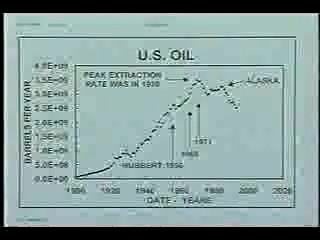 U.S. OIL
4.0E+09
3.5E+09
3.0E+09
2.5E+09
2.0E+09
1.5E+09
1.0E+09
5.0E+08
0.0E+00
BARRELS PER YEAR
PEAK EXTRACTION
RATE WAS IN
ALASKA
1971
HUBBERT 1956
1900 1920 1940 1960 1980 2000 2020
DATE - YEARS